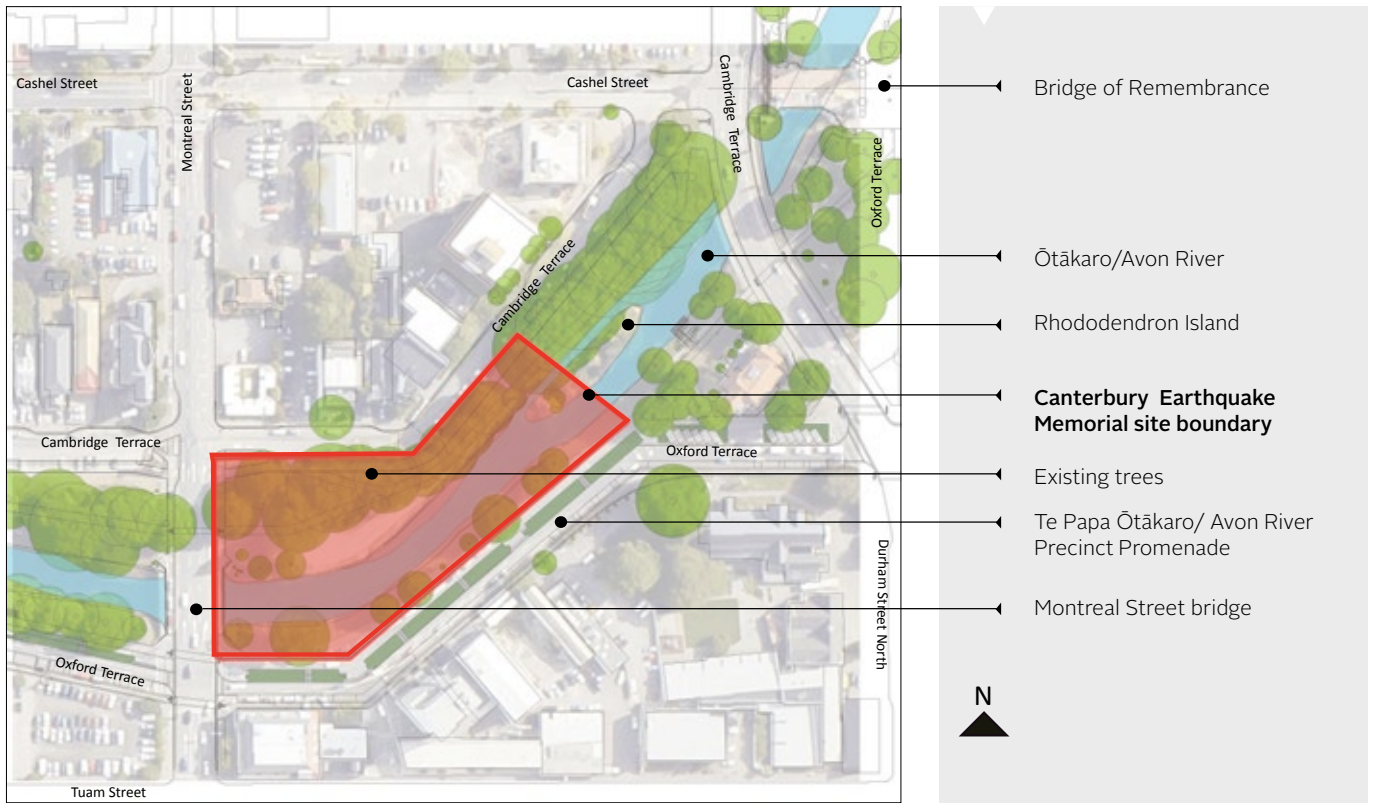 Cashel Street
Montreal Street
Cashel Street
Cambridge Terrace
Oxford Terrace
Cambridge Terrace
Cambridge Terrace
Oxford Terrace
Durham Street North
Oxford Terrace
Tuam Street
Bridge of Remembrance
Ōtākaro/Avon River
Rhododendron Island
Canterbury Earthquake
Memorial site boundary
Existing trees
Te Papa Ōtākaro/ Avon River
Precinct Promenade
Montreal Street bridge
N